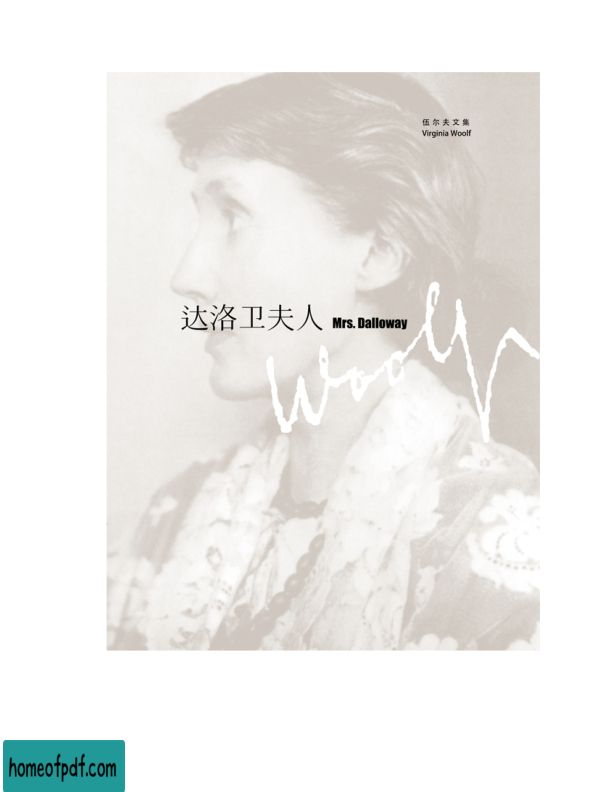 伍尔夫文集
Virginia Woolf
达洛卫夫人 Mrs. Dalloway
Woolf
homeofpdf.com